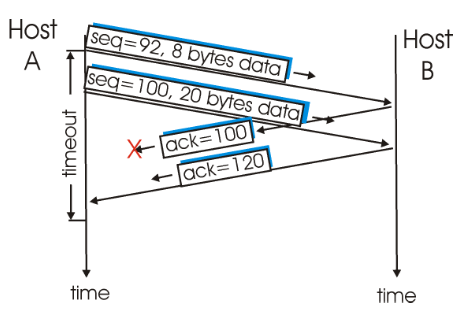 Host
A
Host
B
seq=92, 8 bytes data
seq=100, 20 bytes data
timeout
X
ack=100
ack=120
time
time